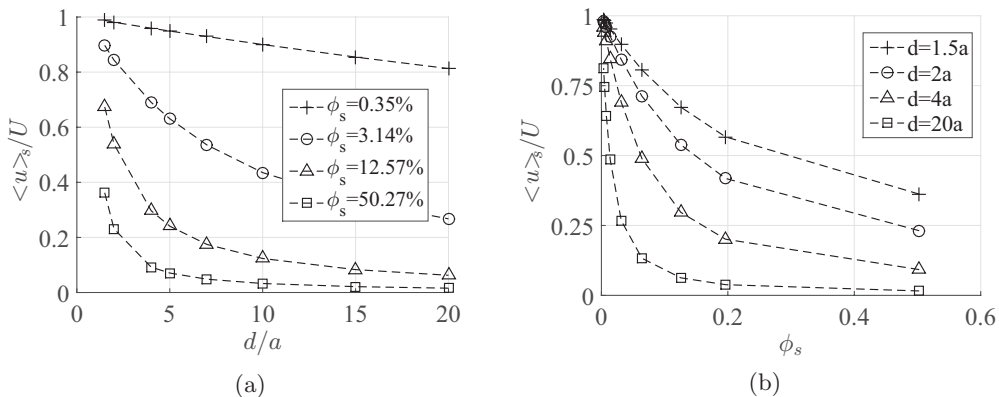 1
0.8
0.6
0.4
0.2
0
<u>s/U
0
5
10
15
20
d/a
ϕs=0.35%
ϕs=3.14%
ϕs=12.57%
ϕs=50.27%
(a)
1
0.75
0.5
0.25
0
<u>s/U
0
0.2
0.4
0.6
ϕs
d=1.5a
d=2a
d=4a
d=20a
(b)